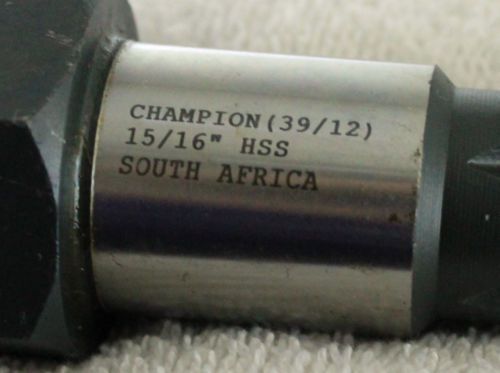 CHAMPION(39/12)
15/16" HSS
SOUTH AFRICA